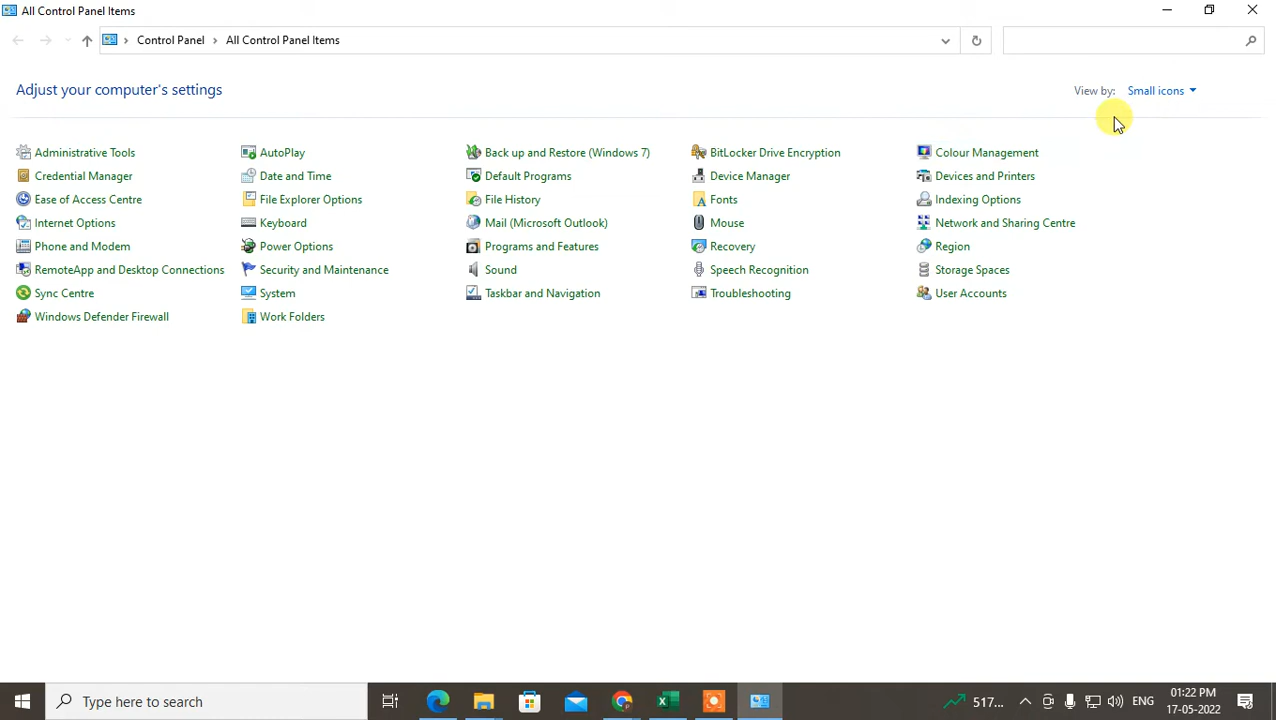 All Control Panel Items
Control Panel All Control Panel Items
Adjust your computer's settings
View by: Small icons
Administrative Tools AutoPlay Back up and Restore (Windows 7) BitLocker Drive Encryption Colour Management
Credential Manager Date and Time Default Programs Device Manager Devices and Printers
Ease of Access Centre File Explorer Options File History Fonts Indexing Options
Internet Options Keyboard Mail (Microsoft Outlook) Mouse Network and Sharing Centre
Phone and Modem Power Options Programs and Features Recovery Region
RemoteApp and Desktop Connections Security and Maintenance Sound Speech Recognition Storage Spaces
Sync Centre System Taskbar and Navigation Troubleshooting User Accounts
Windows Defender Firewall Work Folders
Type here to search
517... ENG
01:22 PM
17-05-2022